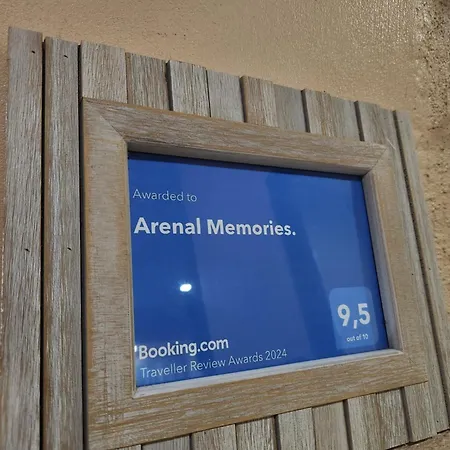 Awarded to
Arenal Memories.
9,5
out of 10
Booking.com
Traveller Review Awards 2024